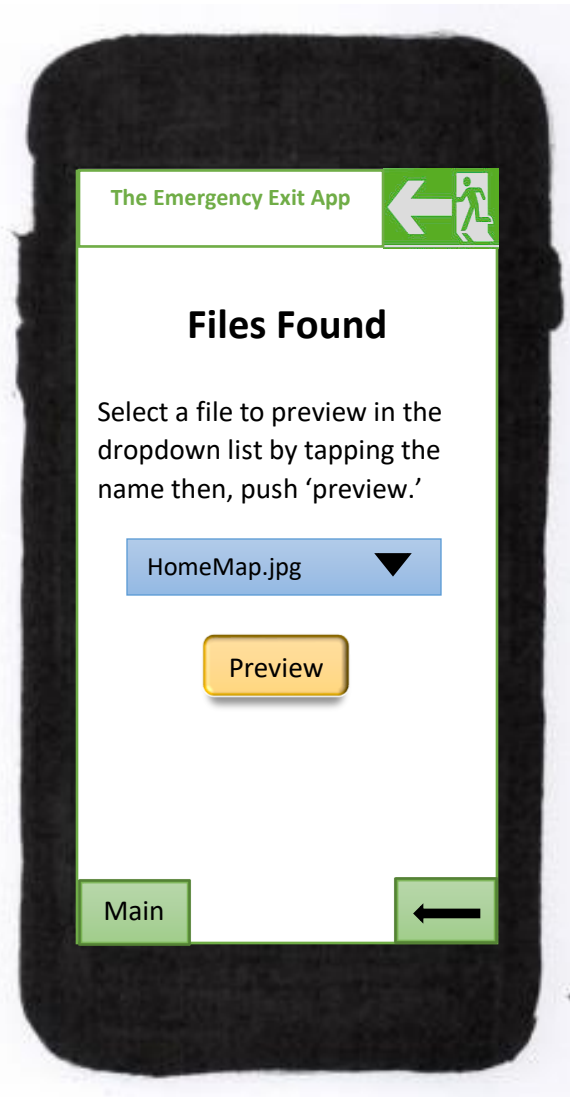 The Emergency Exit App
Files Found
Select a file to preview in the
dropdown list by tapping the
name then, push ‘preview.’
HomeMap.jpg
Preview
Main